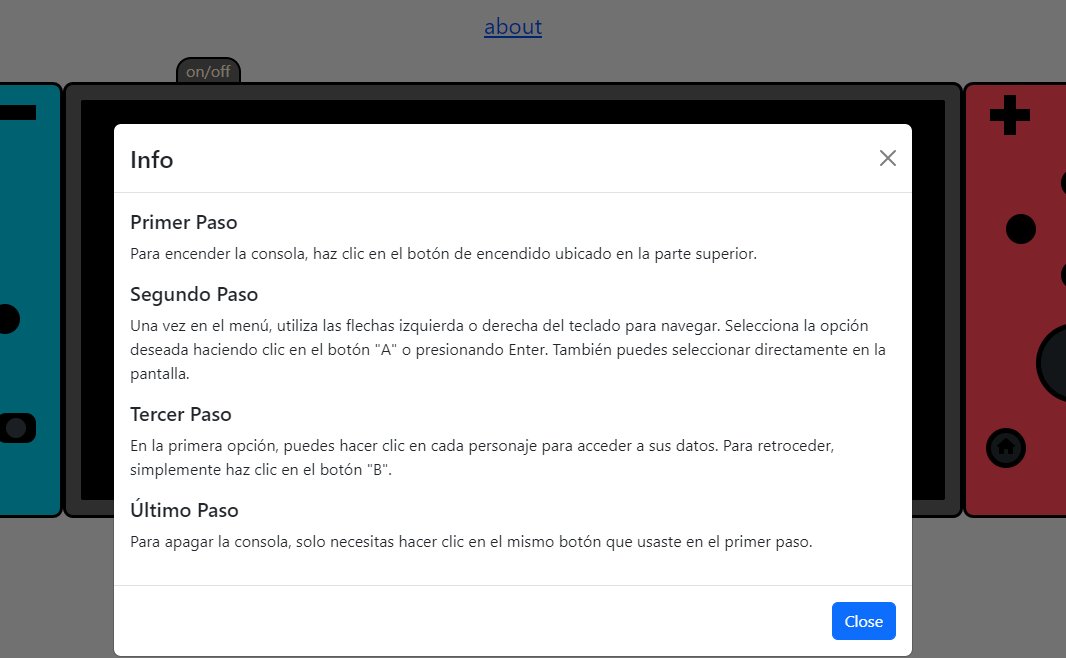 about
on/off
Info
Primer Paso
Para encender la consola, haz clic en el botón de encendido ubicado en la parte superior.
Segundo Paso
Una vez en el menú, utiliza las flechas izquierda o derecha del teclado para navegar. Selecciona la opción
deseada haciendo clic en el botón "A" o presionando Enter. También puedes seleccionar directamente en la
pantalla.
Tercer Paso
En la primera opción, puedes hacer clic en cada personaje para acceder a sus datos. Para retroceder,
simplemente haz clic en el botón "B".
Último Paso
Para apagar la consola, solo necesitas hacer clic en el mismo botón que usaste en el primer paso.
Close